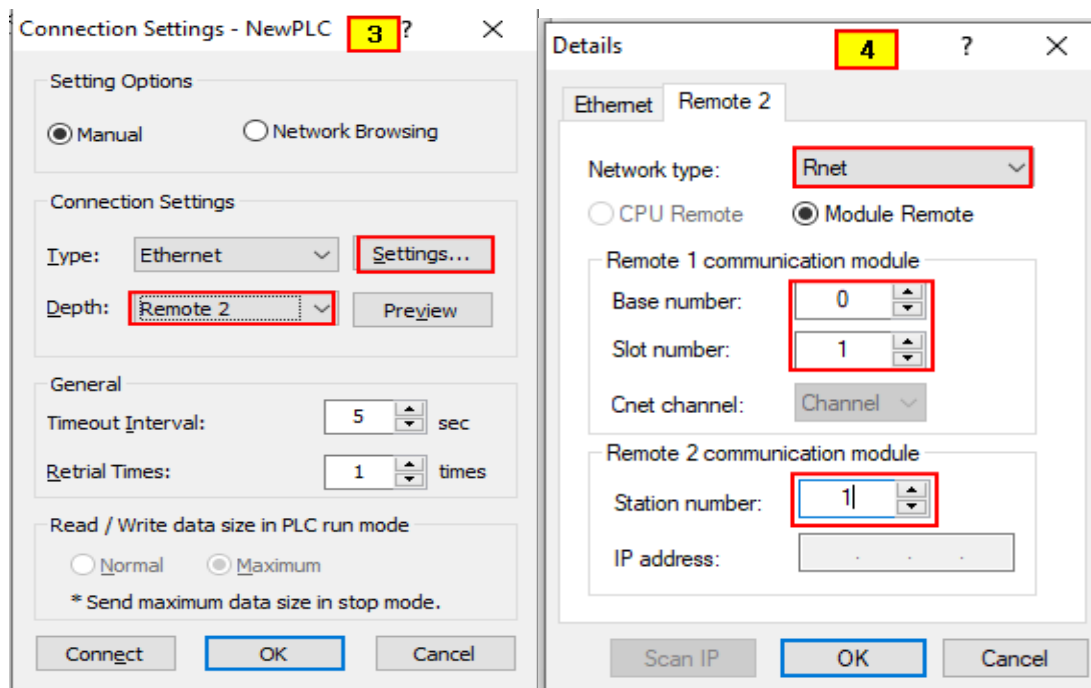 Connection Settings - NewPLC 3 ?
Setting Options
Manual Network Browsing
Connection Settings
Type: Ethernet Settings...
Depth: Remote 2 Preview
General
Timeout Interval: 5 sec
Retrial Times: 1 times
Read / Write data size in PLC run mode
Normal Maximum
* Send maximum data size in stop mode.
Connect OK Cancel
Details 4 ?
Ethernet Remote 2
Network type: Rnet
CPU Remote Module Remote
Remote 1 communication module
Base number: 0
Slot number: 1
Cnet channel: Channel
Remote 2 communication module
Station number: 1
IP address: . . .
Scan IP OK Cancel